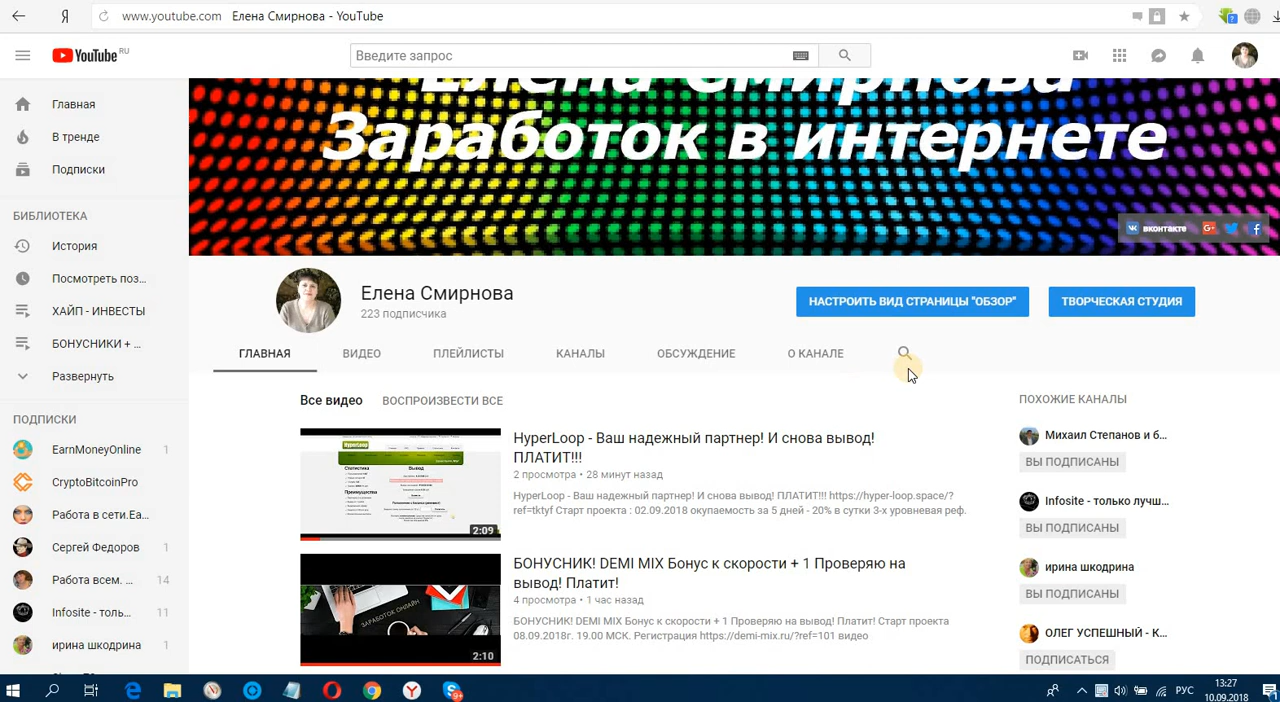 www.youtube.com Елена Смирнова - YouTube
YouTube RU
Введите запрос
Елена Смирнова
Заработок в интернете
вконтакте
Главная
В тренде
Подписки
БИБЛИОТЕКА
История
Посмотреть поз...
ХАЙП - ИНВЕСТЫ
БОНУСНИКИ + ...
Развернуть
ПОДПИСКИ
EarnMoneyOnline 1
CryptoBitcoinPro
Работа в сети.Ea...
Сергей Федоров 1
Работа всем. ... 14
Infosite - толь... 11
ирина шкодрина 1
Елена Смирнова
223 подписчика
НАСТРОИТЬ ВИД СТРАНИЦЫ "ОБЗОР"
ТВОРЧЕСКАЯ СТУДИЯ
ГЛАВНАЯ ВИДЕО ПЛЕЙЛИСТЫ КАНАЛЫ ОБСУЖДЕНИЕ О КАНАЛЕ
Все видео ВОСПРОИЗВЕСТИ ВСЕ
HyperLoop
Статистика Вывод
Преимущества
2:09
HyperLoop - Ваш надежный партнер! И снова вывод!
ПЛАТИТ!!!
2 просмотра • 28 минут назад
HyperLoop - Ваш надежный партнер! И снова вывод! ПЛАТИТ!!! https://hyper-loop.space/?
ref=tktyf Старт проекта : 02.09.2018 окупаемость за 5 дней - 20% в сутки 3-х уровневая реф.
ЗАРАБОТОК ОНЛАЙН
2:10
БОНУСНИК! DEMI MIX Бонус к скорости + 1 Проверяю на
вывод! Платит!
4 просмотра • 1 час назад
БОНУСНИК! DEMI MIX Бонус к скорости + 1 Проверяю на вывод! Платит! Старт проекта
08.09.2018г. 19.00 МСК. Регистрация https://demi-mix.ru/?ref=101 видео
ПОХОЖИЕ КАНАЛЫ
Михаил Степанов и б...
ВЫ ПОДПИСАНЫ
Infosite - только лучш...
ВЫ ПОДПИСАНЫ
ирина шкодрина
ВЫ ПОДПИСАНЫ
ОЛЕГ УСПЕШНЫЙ - К...
ПОДПИСАТЬСЯ
РУС
13:27
10.09.2018